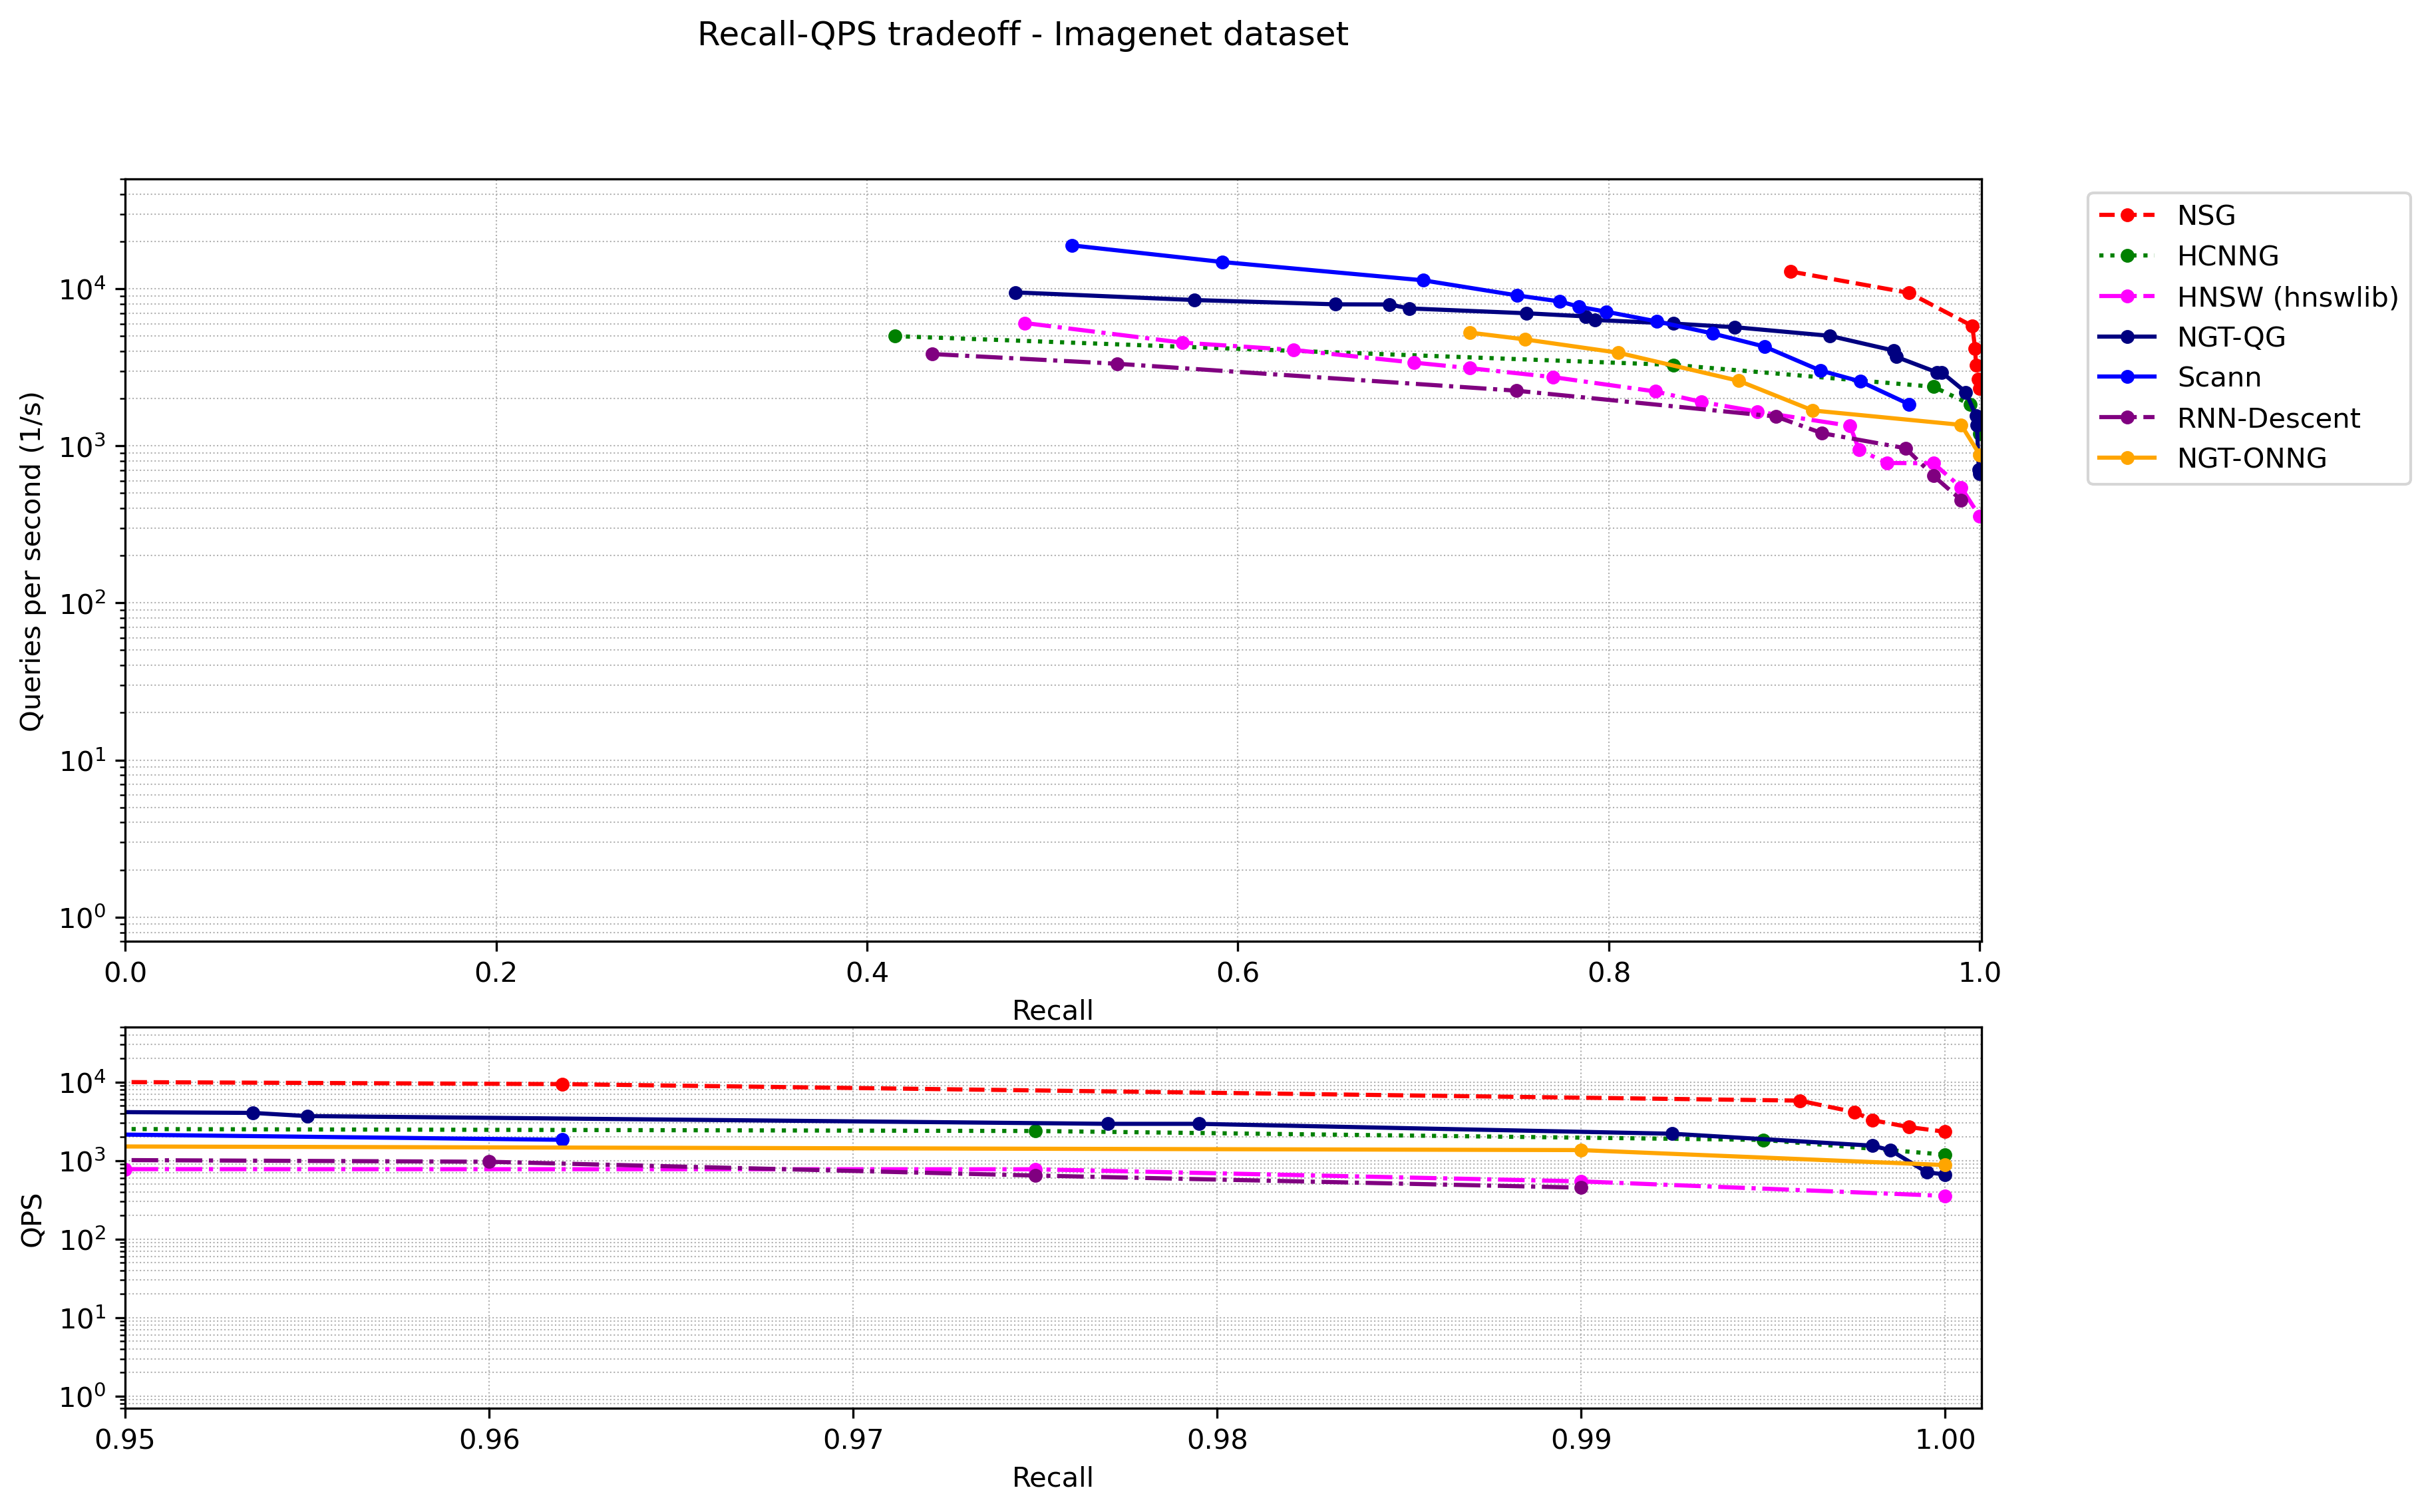 Recall-QPS tradeoff - Imagenet dataset
Queries per second (1/s)
10⁴
10³
10²
10¹
10⁰
0.0 0.2 0.4 0.6 0.8 1.0
Recall
NSG
HCNNG
HNSW (hnswlib)
NGT-QG
Scann
RNN-Descent
NGT-ONNG
QPS
10⁴
10³
10²
10¹
10⁰
0.95 0.96 0.97 0.98 0.99 1.00
Recall